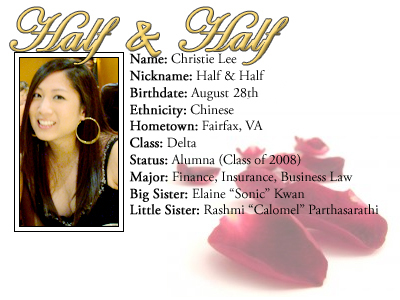 Half & Half
Name: Christie Lee
Nickname: Half & Half
Birthdate: August 28th
Ethnicity: Chinese
Hometown: Fairfax, VA
Class: Delta
Status: Alumna (Class of 2008)
Major: Finance, Insurance, Business Law
Big Sister: Elaine “Sonic” Kwan
Little Sister: Rashmi “Calomel” Parthasarathi